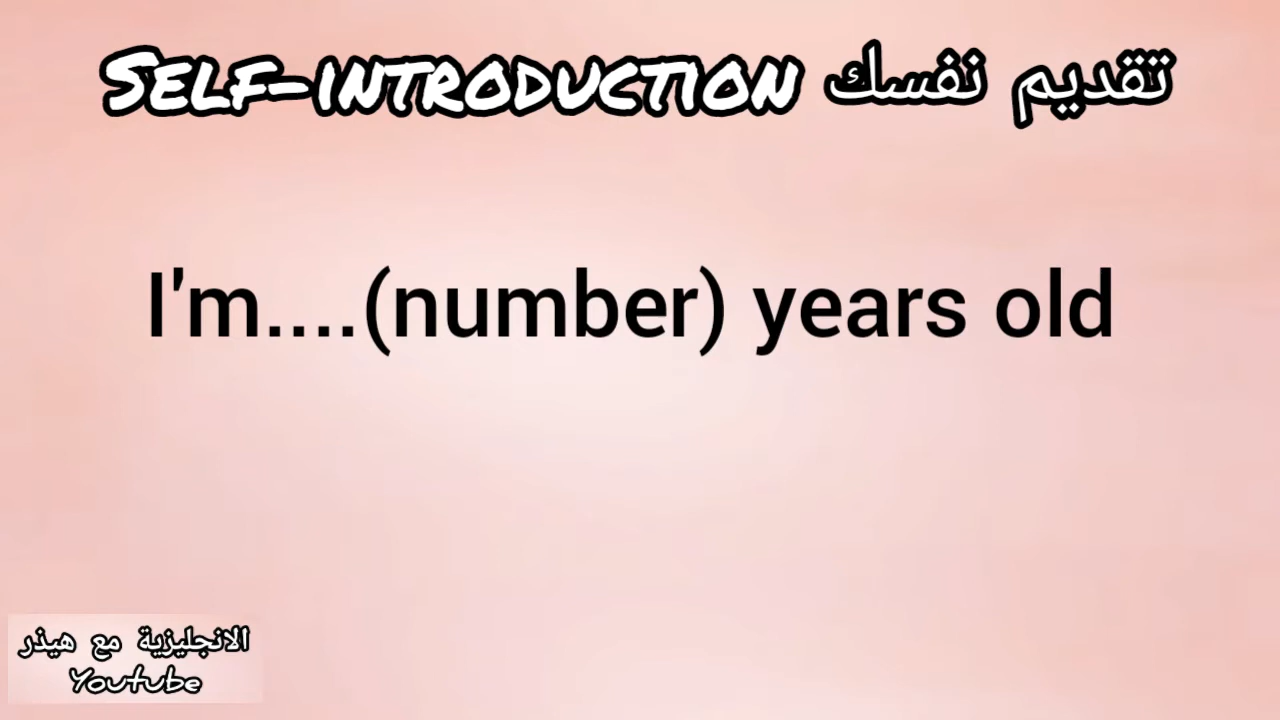 Self-introduction تقديم نفسك
I'm....(number) years old
الانجليزية مع هيذر
Youtube